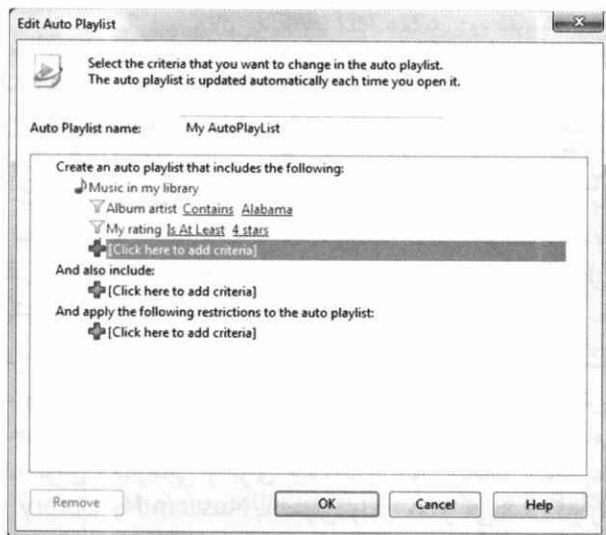 Edit Auto Playlist
Select the criteria that you want to change in the auto playlist.
The auto playlist is updated automatically each time you open it.
Auto Playlist name: My AutoPlayList
Create an auto playlist that includes the following:
Music in my library
Album artist Contains Alabama
My rating Is At Least 4 stars
[Click here to add criteria]
And also include:
[Click here to add criteria]
And apply the following restrictions to the auto playlist:
[Click here to add criteria]
Remove OK Cancel Help